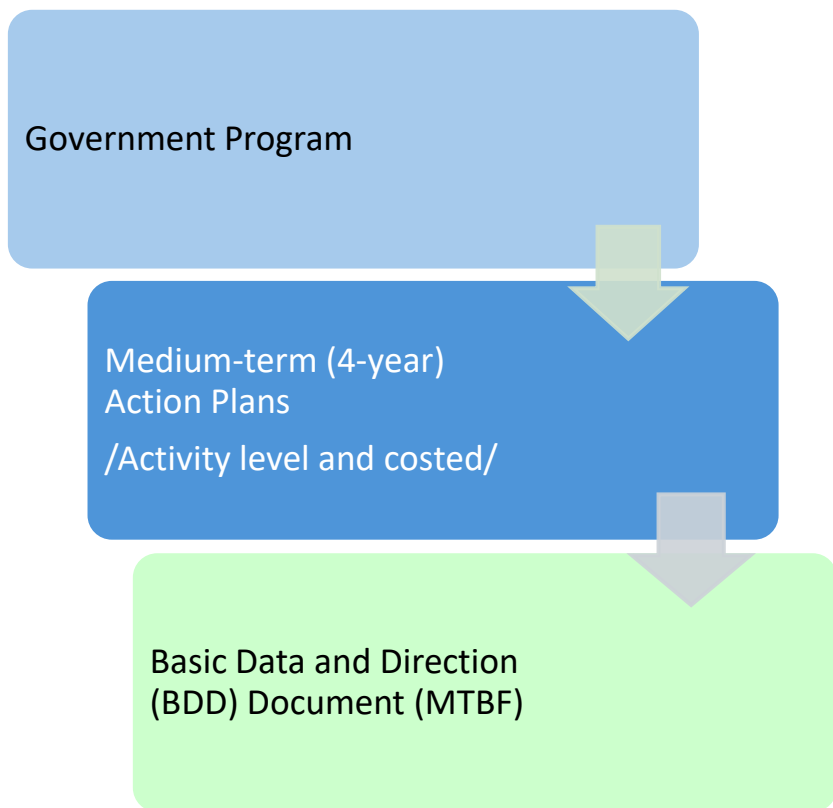 Government Program
Medium-term (4-year)
Action Plans
/Activity level and costed/
Basic Data and Direction
(BDD) Document (MTBF)